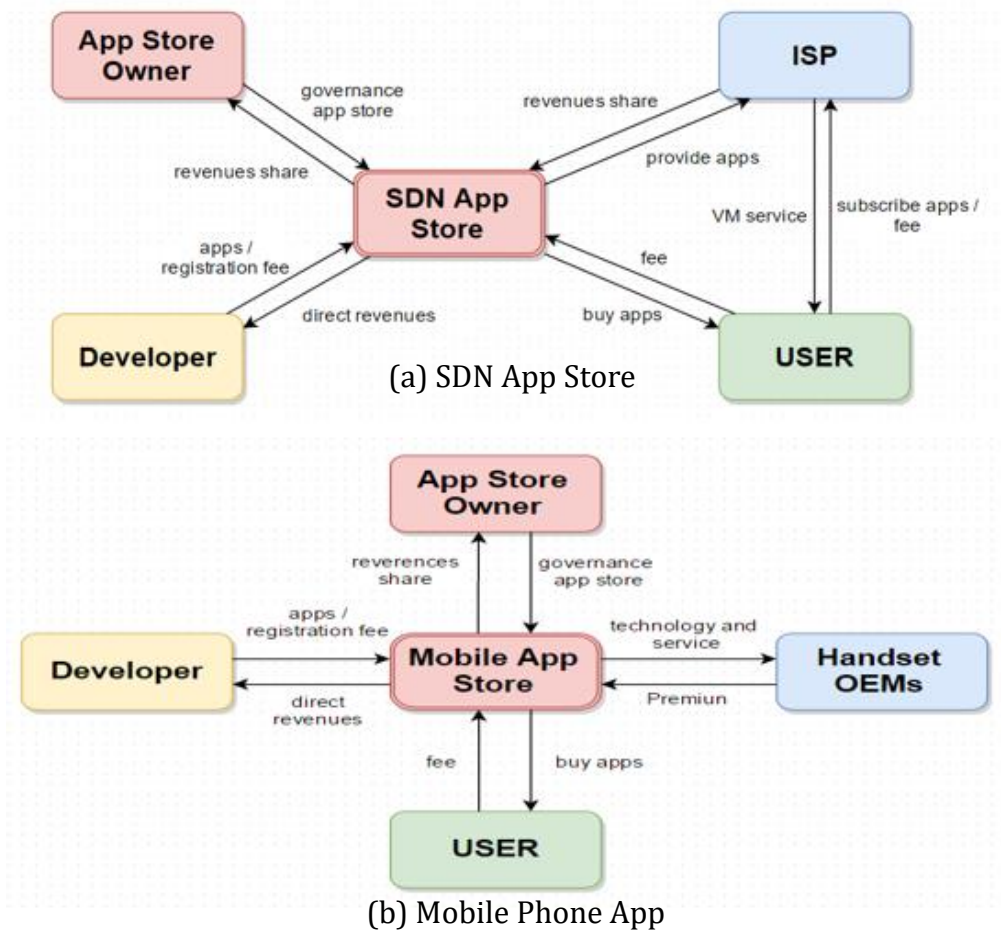 App Store
Owner
ISP
governance
app store
revenues share
revenues share
provide apps
SDN App
Store
VM service
subscribe apps /
fee
apps /
registration fee
fee
direct revenues
buy apps
Developer
USER
(a) SDN App Store
App Store
Owner
reverences
share
governance
app store
apps /
registration fee
technology and
service
Developer
Mobile App
Store
Handset
OEMs
direct
revenues
Premiun
fee
buy apps
USER
(b) Mobile Phone App